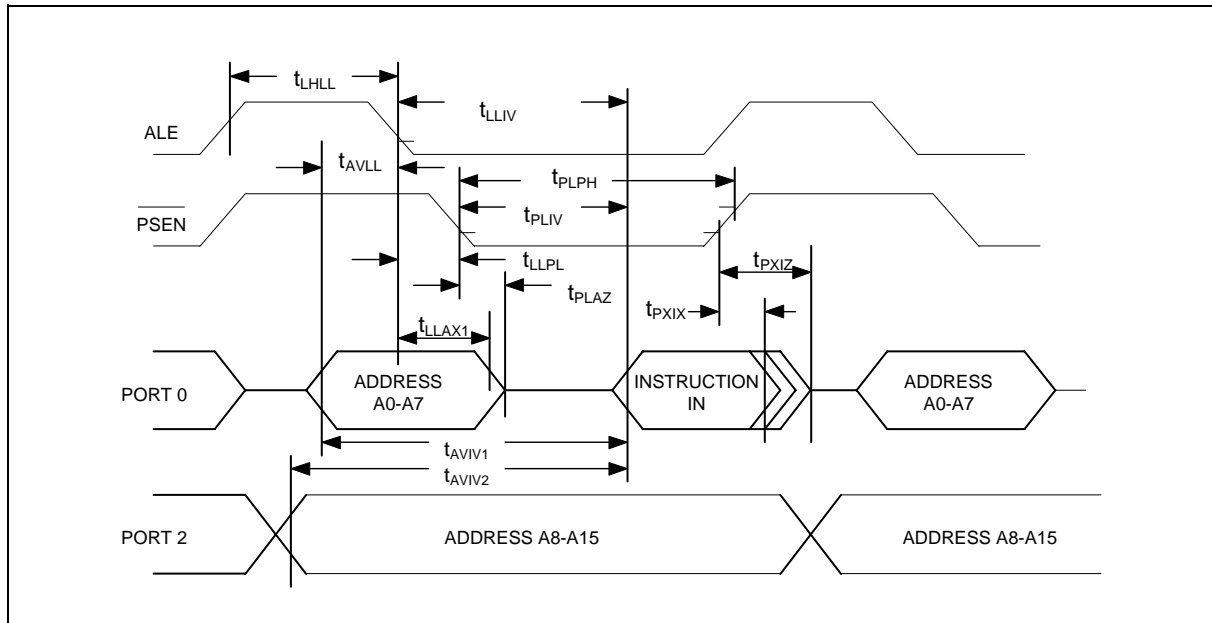 tLHLL
tLLIV
ALE
tAVLL
tPLPH
PSEN
tPLIV
tLLPL
tPXIZ
tPLAZ
tPXIX
tLLAX1
PORT 0
ADDRESS
A0-A7
INSTRUCTION
IN
ADDRESS
A0-A7
tAVIV1
tAVIV2
PORT 2
ADDRESS A8-A15
ADDRESS A8-A15